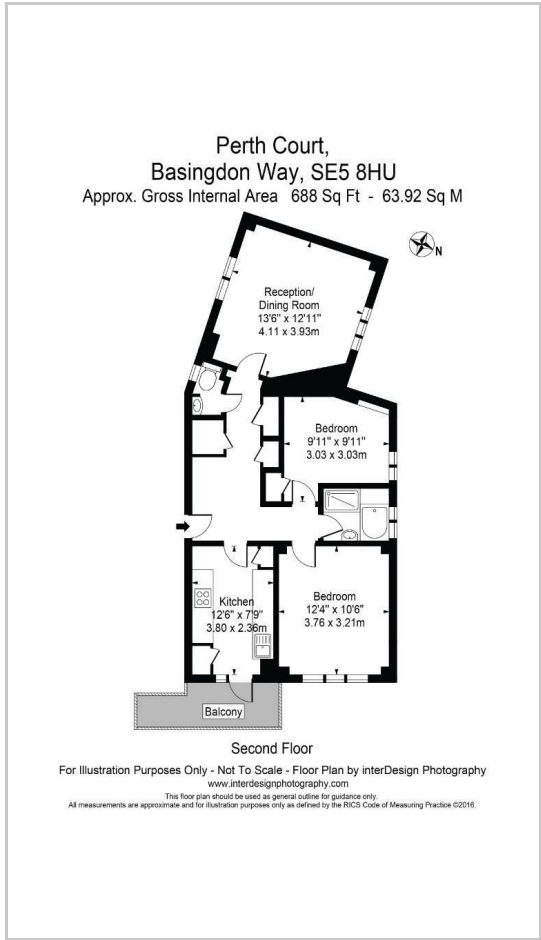 Perth Court,
Basingdon Way, SE5 8HU
Approx. Gross Internal Area 688 Sq Ft - 63.92 Sq M
N
Reception/
Dining Room
13'6" x 12'11"
4.11 x 3.93m
Bedroom
9'11" x 9'11"
3.03 x 3.03m
Kitchen
12'6" x 7'9"
3.80 x 2.36m
Bedroom
12'4" x 10'6"
3.76 x 3.21m
Balcony
Second Floor
For Illustration Purposes Only - Not To Scale - Floor Plan by interDesign Photography
www.interdesignphotography.com
This floor plan should be used as general outline for guidance only.
All measurements are approximate and for illustration purposes only as defined by the RICS Code of Measuring Practice ©2016.